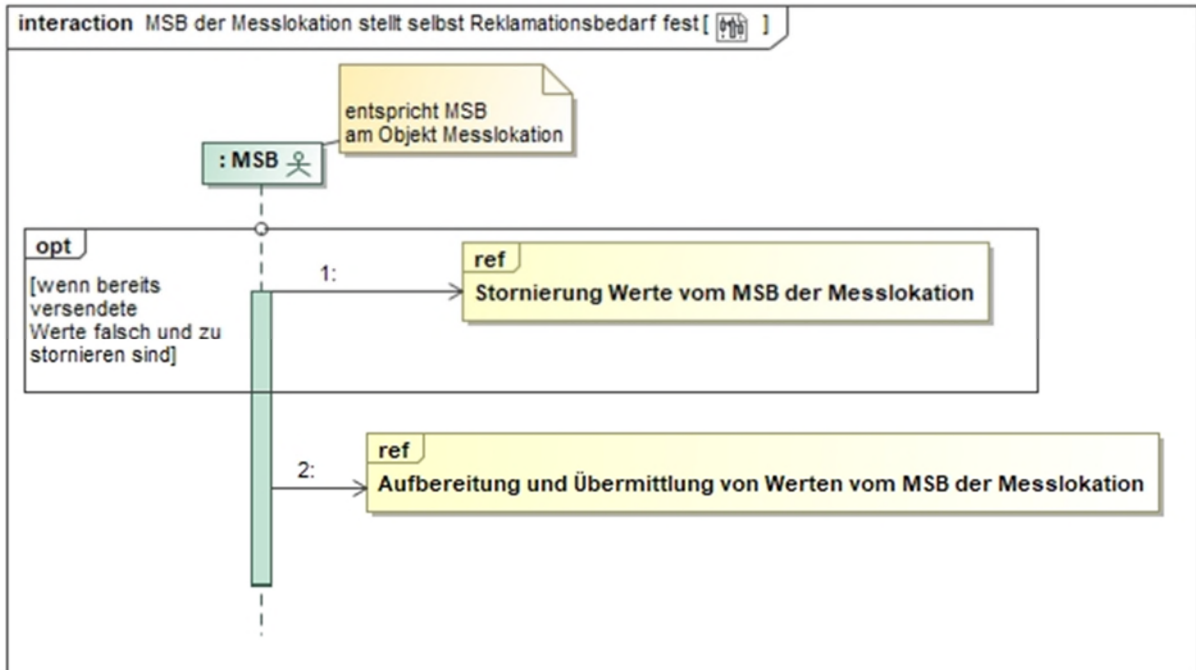 interaction MSB der Messlokation stellt selbst Reklamationsbedarf fest [ ]
entspricht MSB
am Objekt Messlokation
: MSB
opt
[wenn bereits
versendete
Werte falsch und zu
stornieren sind]
1:
ref
Stornierung Werte vom MSB der Messlokation
2:
ref
Aufbereitung und Übermittlung von Werten vom MSB der Messlokation